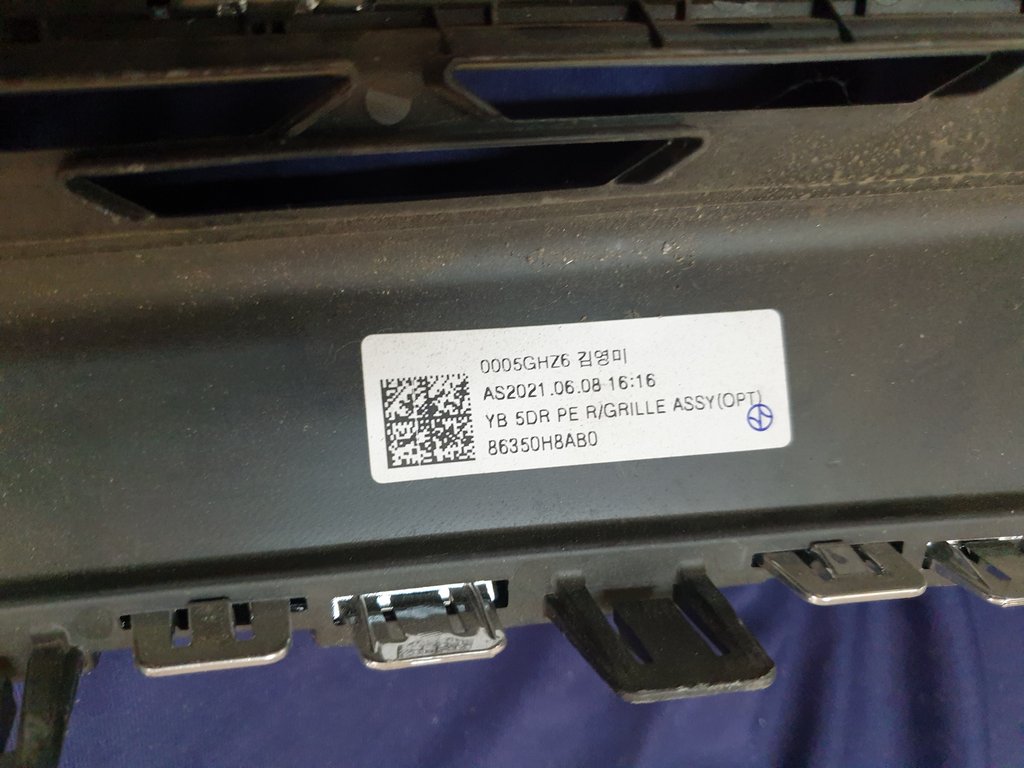 0005GHZ6 김영미
AS2021.06.08 16:16
YB 5DR PE R/GRILLE ASSY(OPT)
86350H8AB0